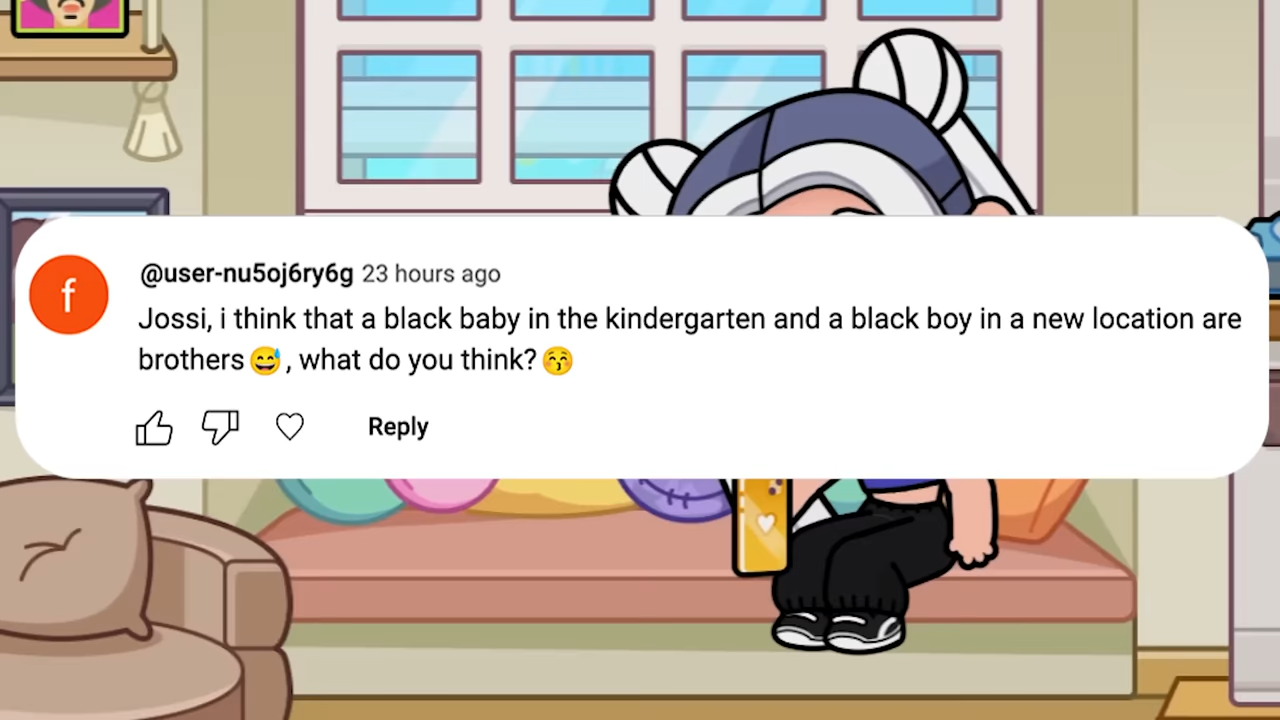 f
@user-nu5oj6ry6g 23 hours ago
Jossi, i think that a black baby in the kindergarten and a black boy in a new location are
brothers😅, what do you think?😚
Reply